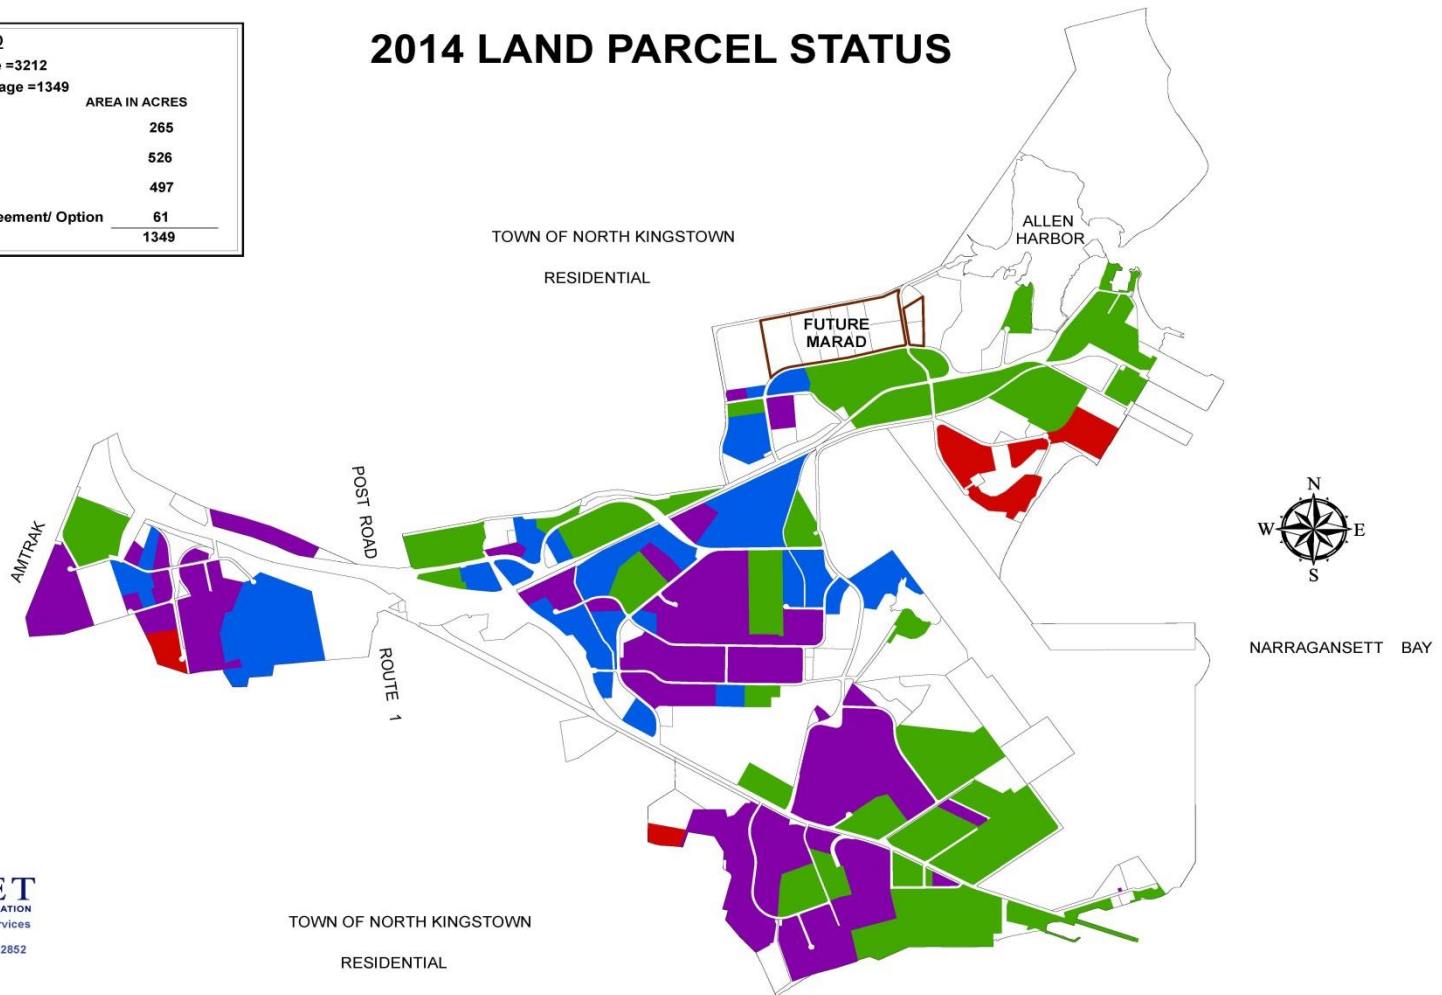 2014 LAND PARCEL STATUS
=3212
age =1349
AREA IN ACRES
265
526
497
eement/ Option 61
1349
TOWN OF NORTH KINGSTOWN
RESIDENTIAL
ALLEN
HARBOR
FUTURE
MARAD
AMTRAK
POST ROAD
ROUTE 1
N
W E
S
NARRAGANSETT BAY
ET
ATION
rvices
2852
TOWN OF NORTH KINGSTOWN
RESIDENTIAL